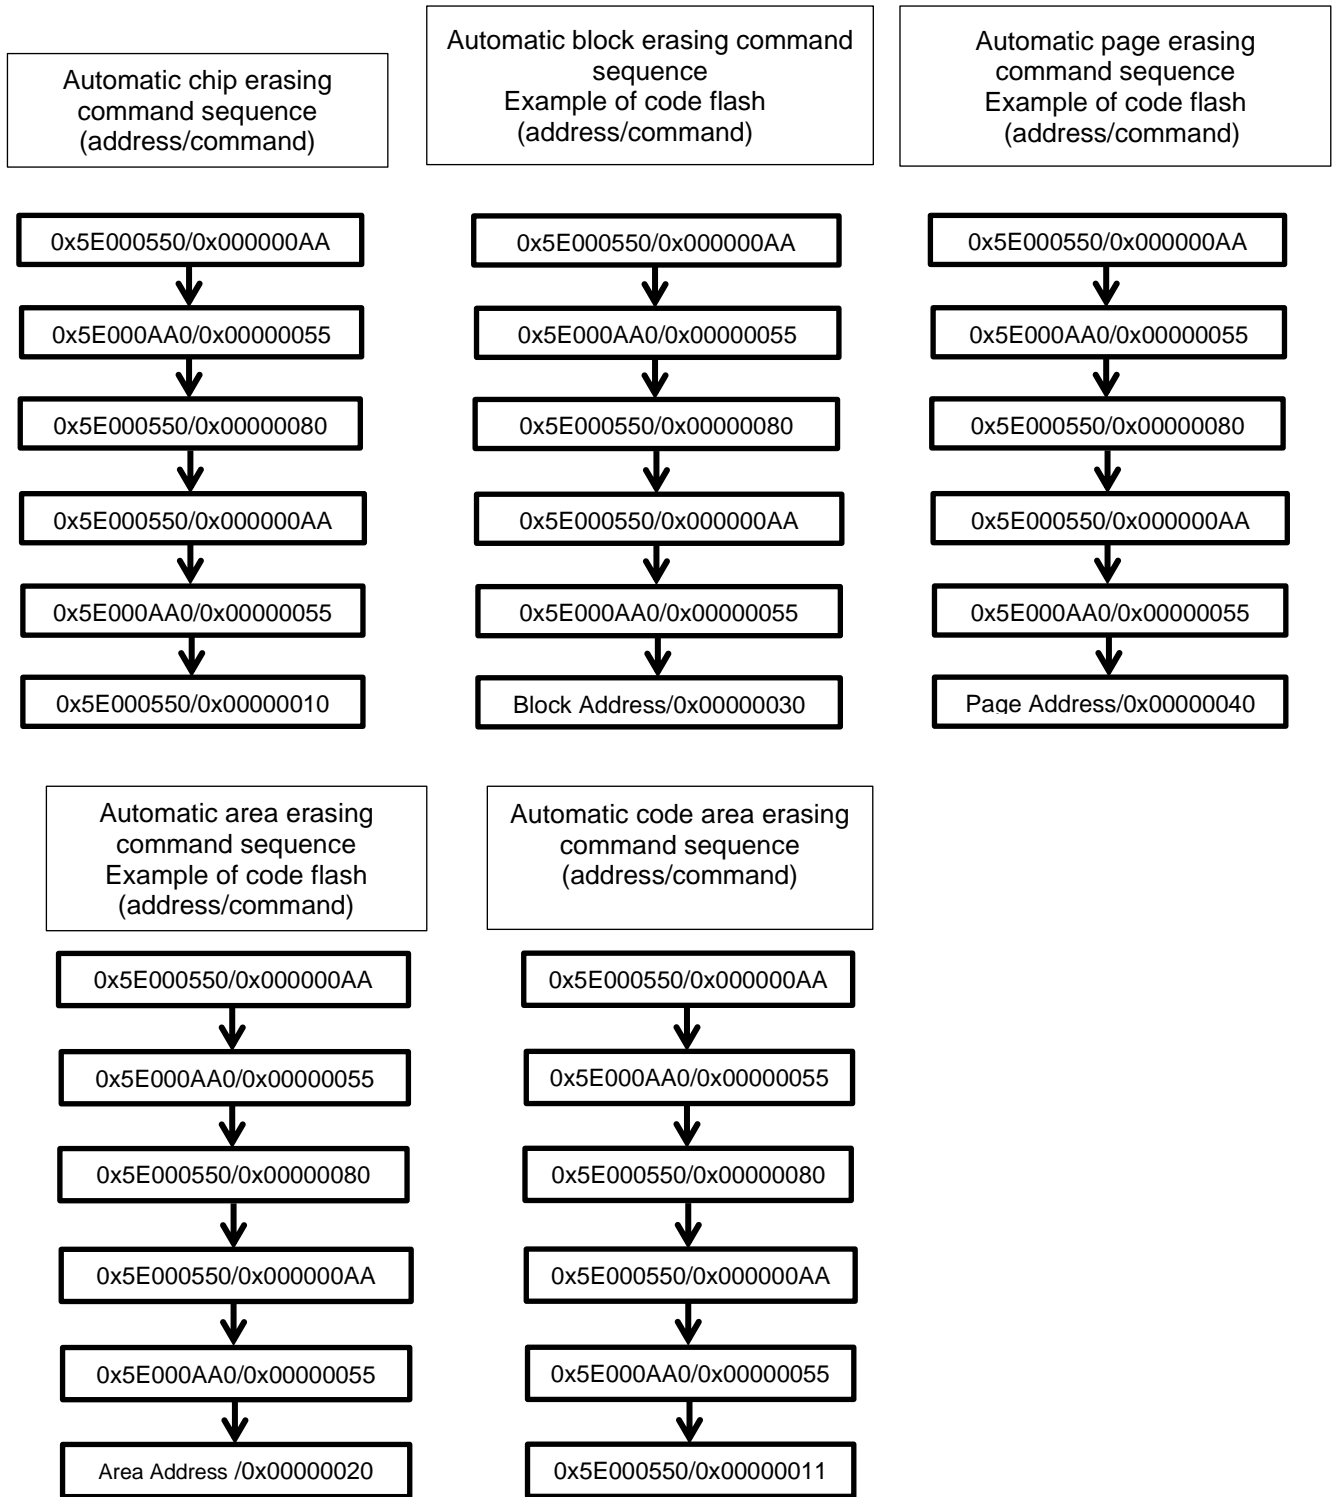 Automatic chip erasing
command sequence
(address/command)
0x5E000550/0x000000AA
0x5E000AA0/0x00000055
0x5E000550/0x00000080
0x5E000550/0x000000AA
0x5E000AA0/0x00000055
0x5E000550/0x00000010
Automatic block erasing command
sequence
Example of code flash
(address/command)
0x5E000550/0x000000AA
0x5E000AA0/0x00000055
0x5E000550/0x00000080
0x5E000550/0x000000AA
0x5E000AA0/0x00000055
Block Address/0x00000030
Automatic page erasing
command sequence
Example of code flash
(address/command)
0x5E000550/0x000000AA
0x5E000AA0/0x00000055
0x5E000550/0x00000080
0x5E000550/0x000000AA
0x5E000AA0/0x00000055
Page Address/0x00000040
Automatic area erasing
command sequence
Example of code flash
(address/command)
0x5E000550/0x000000AA
0x5E000AA0/0x00000055
0x5E000550/0x00000080
0x5E000550/0x000000AA
0x5E000AA0/0x00000055
Area Address /0x00000020
Automatic code area erasing
command sequence
(address/command)
0x5E000550/0x000000AA
0x5E000AA0/0x00000055
0x5E000550/0x00000080
0x5E000550/0x000000AA
0x5E000AA0/0x00000055
0x5E000550/0x00000011